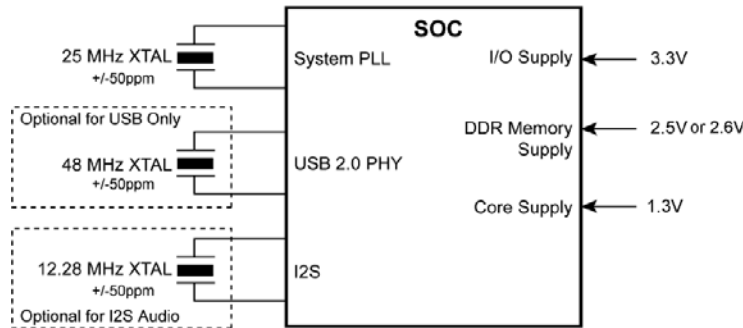 SOC
25 MHz XTAL
+/-50ppm
System PLL
I/O Supply
3.3V
Optional for USB Only
48 MHz XTAL
+/-50ppm
USB 2.0 PHY
DDR Memory
Supply
2.5V or 2.6V
Core Supply
1.3V
12.28 MHz XTAL
+/-50ppm
I2S
Optional for I2S Audio